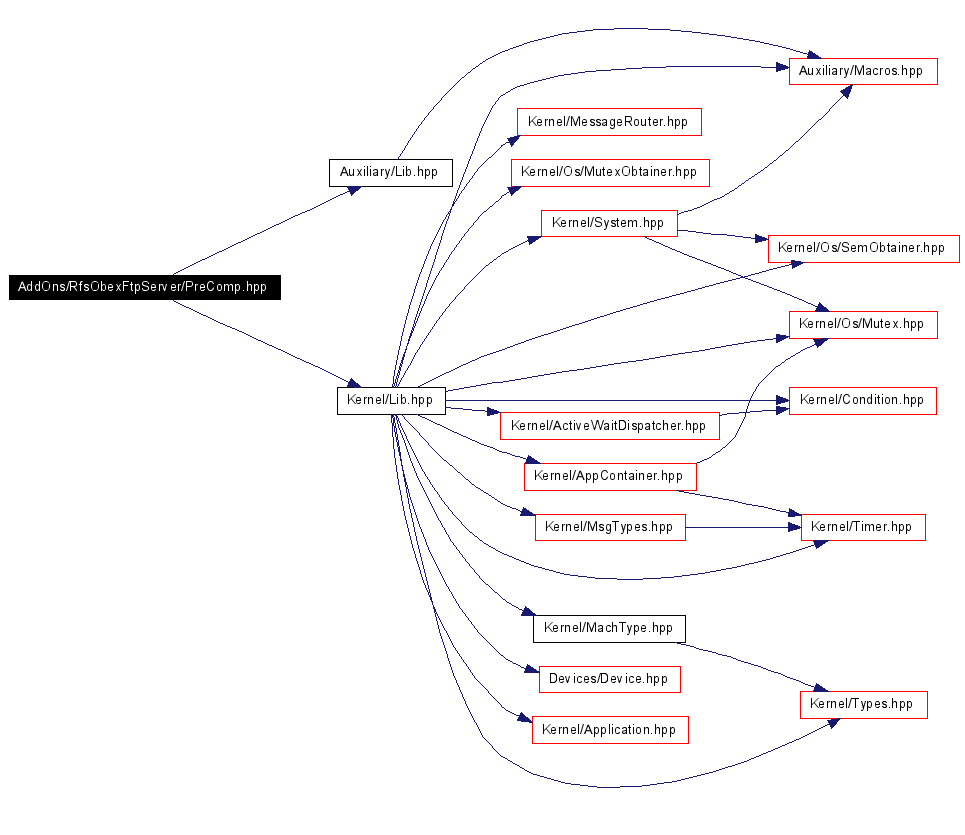 Auxiliary/Macros.hpp
Kernel/MessageRouter.hpp
Auxiliary/Lib.hpp
Kernel/Os/MutexObtainer.hpp
Kernel/System.hpp
Kernel/Os/SemObtainer.hpp
AddOns/RfsObexFtpServer/PreComp.hpp
Kernel/Os/Mutex.hpp
Kernel/Lib.hpp
Kernel/Condition.hpp
Kernel/ActiveWaitDispatcher.hpp
Kernel/AppContainer.hpp
Kernel/MsgTypes.hpp
Kernel/Timer.hpp
Kernel/MachType.hpp
Devices/Device.hpp
Kernel/Types.hpp
Kernel/Application.hpp